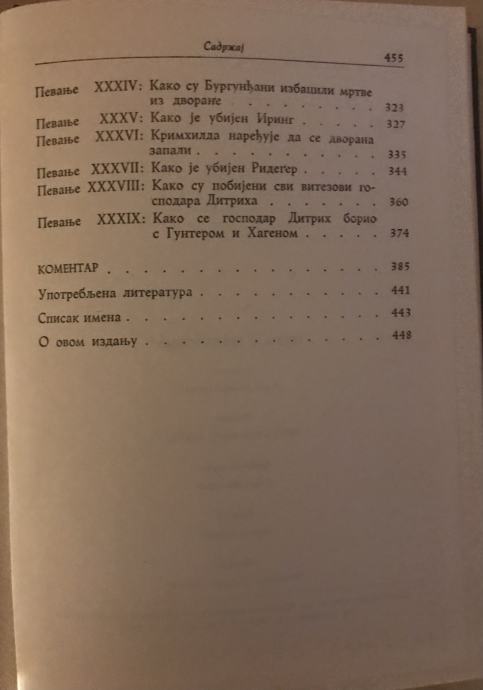 Садржај 455
Певање XXXIV: Како су Бургунђани избацили мртве
из дворане . . . . . . . . . . 323
Певање XXXV: Како је убијен Иринг . . . . . 327
Певање XXXVI: Кримхилда наређује да се дворана
запали . . . . . . . . . . . . 335
Певање XXXVII: Како је убијен Ридегер . . . . . 344
Певање XXXVIII: Како су побијени сви витезови го-
сподара Дитриха . . . . . . . 360
Певање XXXIX: Како се господар Дитрих борио
с Гунтером и Хагеном . . . . . 374
КОМЕНТАР . . . . . . . . . . . . . . . . 385
Употребљена литература . . . . . . . . . . 441
Списак имена . . . . . . . . . . . . . . 443
О овом издању . . . . . . . . . . . . . 448